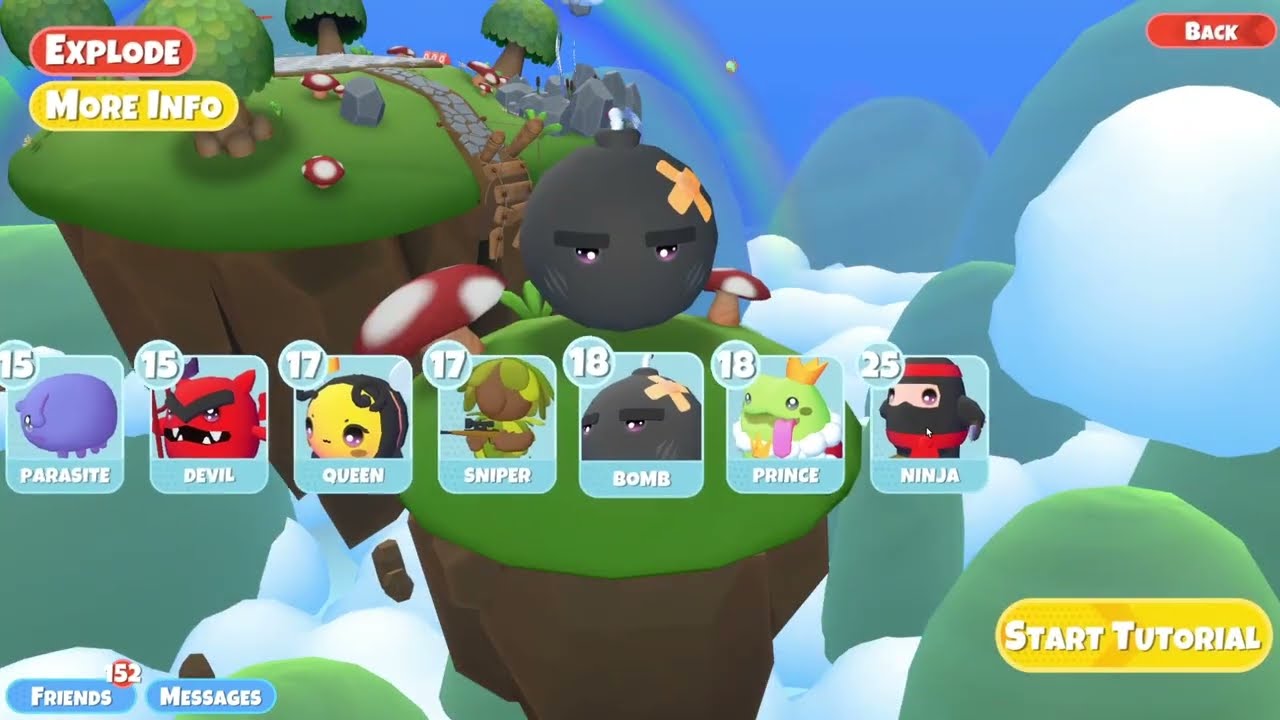 EXPLODE
BACK
MORE INFO
15
15
17
17
18
18
25
PARASITE
DEVIL
QUEEN
SNIPER
BOMB
PRINCE
NINJA
START TUTORIAL
152
FRIENDS
MESSAGES